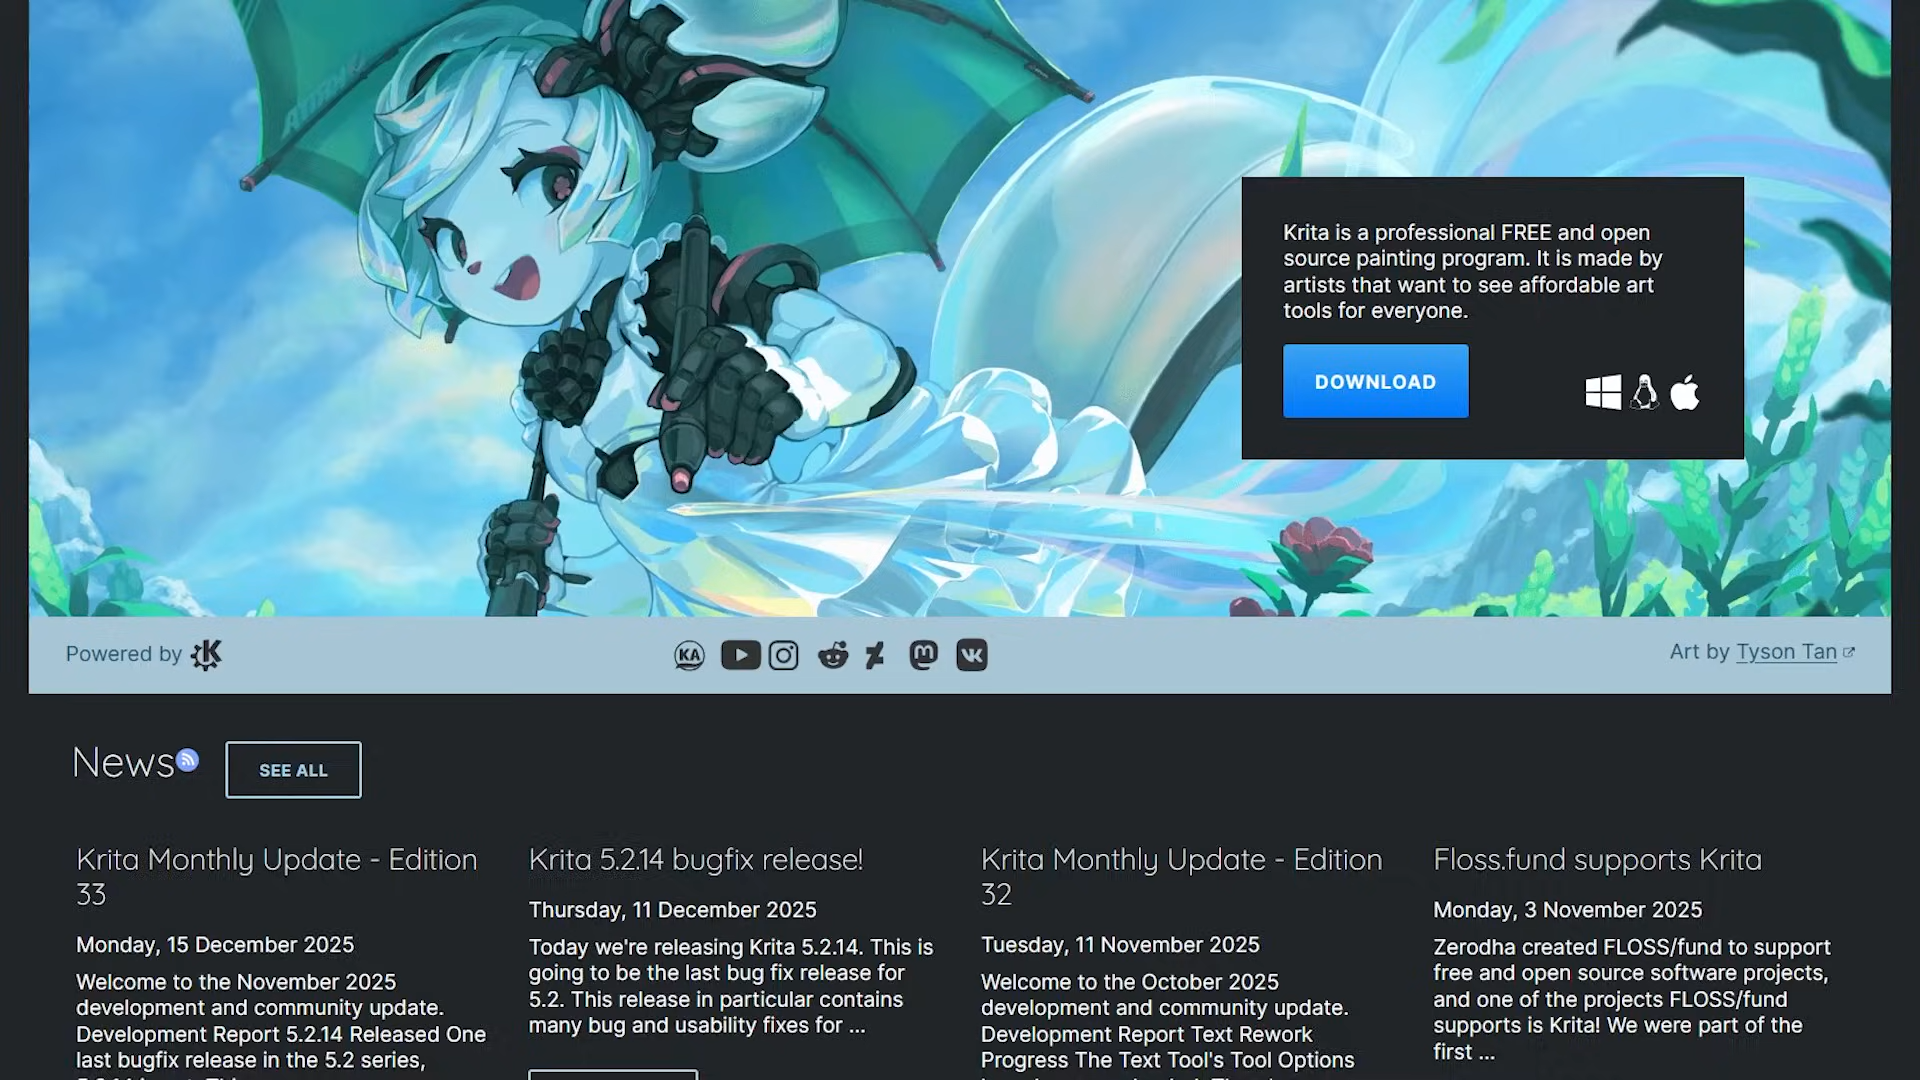 Krita is a professional FREE and open
source painting program. It is made by
artists that want to see affordable art
tools for everyone.
DOWNLOAD
Powered by
KA
Art by Tyson Tan
News
SEE ALL
Krita Monthly Update - Edition
33
Monday, 15 December 2025
Welcome to the November 2025
development and community update.
Development Report 5.2.14 Released One
last bugfix release in the 5.2 series,
Krita 5.2.14 bugfix release!
Thursday, 11 December 2025
Today we're releasing Krita 5.2.14. This is
going to be the last bug fix release for
5.2. This release in particular contains
many bug and usability fixes for ...
Krita Monthly Update - Edition
32
Tuesday, 11 November 2025
Welcome to the October 2025
development and community update.
Development Report Text Rework
Progress The Text Tool's Tool Options
Floss.fund supports Krita
Monday, 3 November 2025
Zerodha created FLOSS/fund to support
free and open source software projects,
and one of the projects FLOSS/fund
supports is Krita! We were part of the
first ...